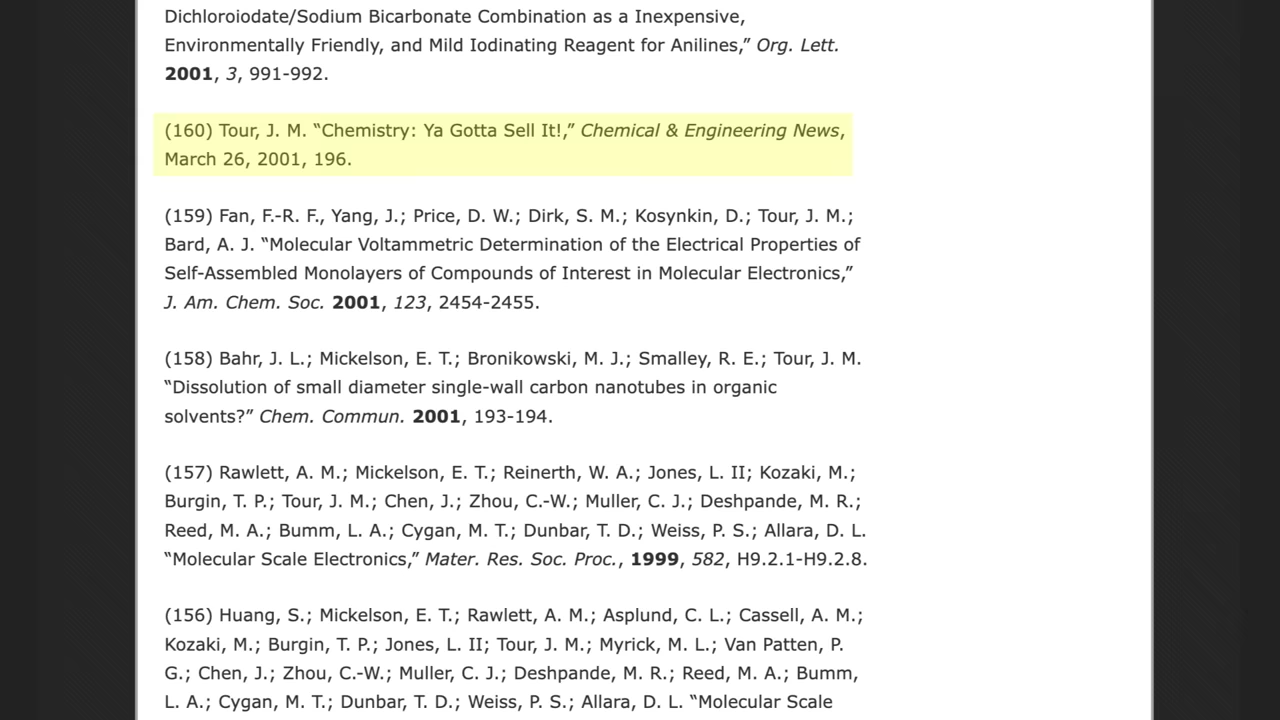 Dichloroiodate/Sodium Bicarbonate Combination as a Inexpensive,
Environmentally Friendly, and Mild Iodinating Reagent for Anilines,” Org. Lett.
2001, 3, 991-992.
(160) Tour, J. M. “Chemistry: Ya Gotta Sell It!,” Chemical & Engineering News,
March 26, 2001, 196.
(159) Fan, F.-R. F., Yang, J.; Price, D. W.; Dirk, S. M.; Kosynkin, D.; Tour, J. M.;
Bard, A. J. “Molecular Voltammetric Determination of the Electrical Properties of
Self-Assembled Monolayers of Compounds of Interest in Molecular Electronics,”
J. Am. Chem. Soc. 2001, 123, 2454-2455.
(158) Bahr, J. L.; Mickelson, E. T.; Bronikowski, M. J.; Smalley, R. E.; Tour, J. M.
“Dissolution of small diameter single-wall carbon nanotubes in organic
solvents?” Chem. Commun. 2001, 193-194.
(157) Rawlett, A. M.; Mickelson, E. T.; Reinerth, W. A.; Jones, L. II; Kozaki, M.;
Burgin, T. P.; Tour, J. M.; Chen, J.; Zhou, C.-W.; Muller, C. J.; Deshpande, M. R.;
Reed, M. A.; Bumm, L. A.; Cygan, M. T.; Dunbar, T. D.; Weiss, P. S.; Allara, D. L.
“Molecular Scale Electronics,” Mater. Res. Soc. Proc., 1999, 582, H9.2.1-H9.2.8.
(156) Huang, S.; Mickelson, E. T.; Rawlett, A. M.; Asplund, C. L.; Cassell, A. M.;
Kozaki, M.; Burgin, T. P.; Jones, L. II; Tour, J. M.; Myrick, M. L.; Van Patten, P.
G.; Chen, J.; Zhou, C.-W.; Muller, C. J.; Deshpande, M. R.; Reed, M. A.; Bumm,
L. A.; Cygan, M. T.; Dunbar, T. D.; Weiss, P. S.; Allara, D. L. “Molecular Scale